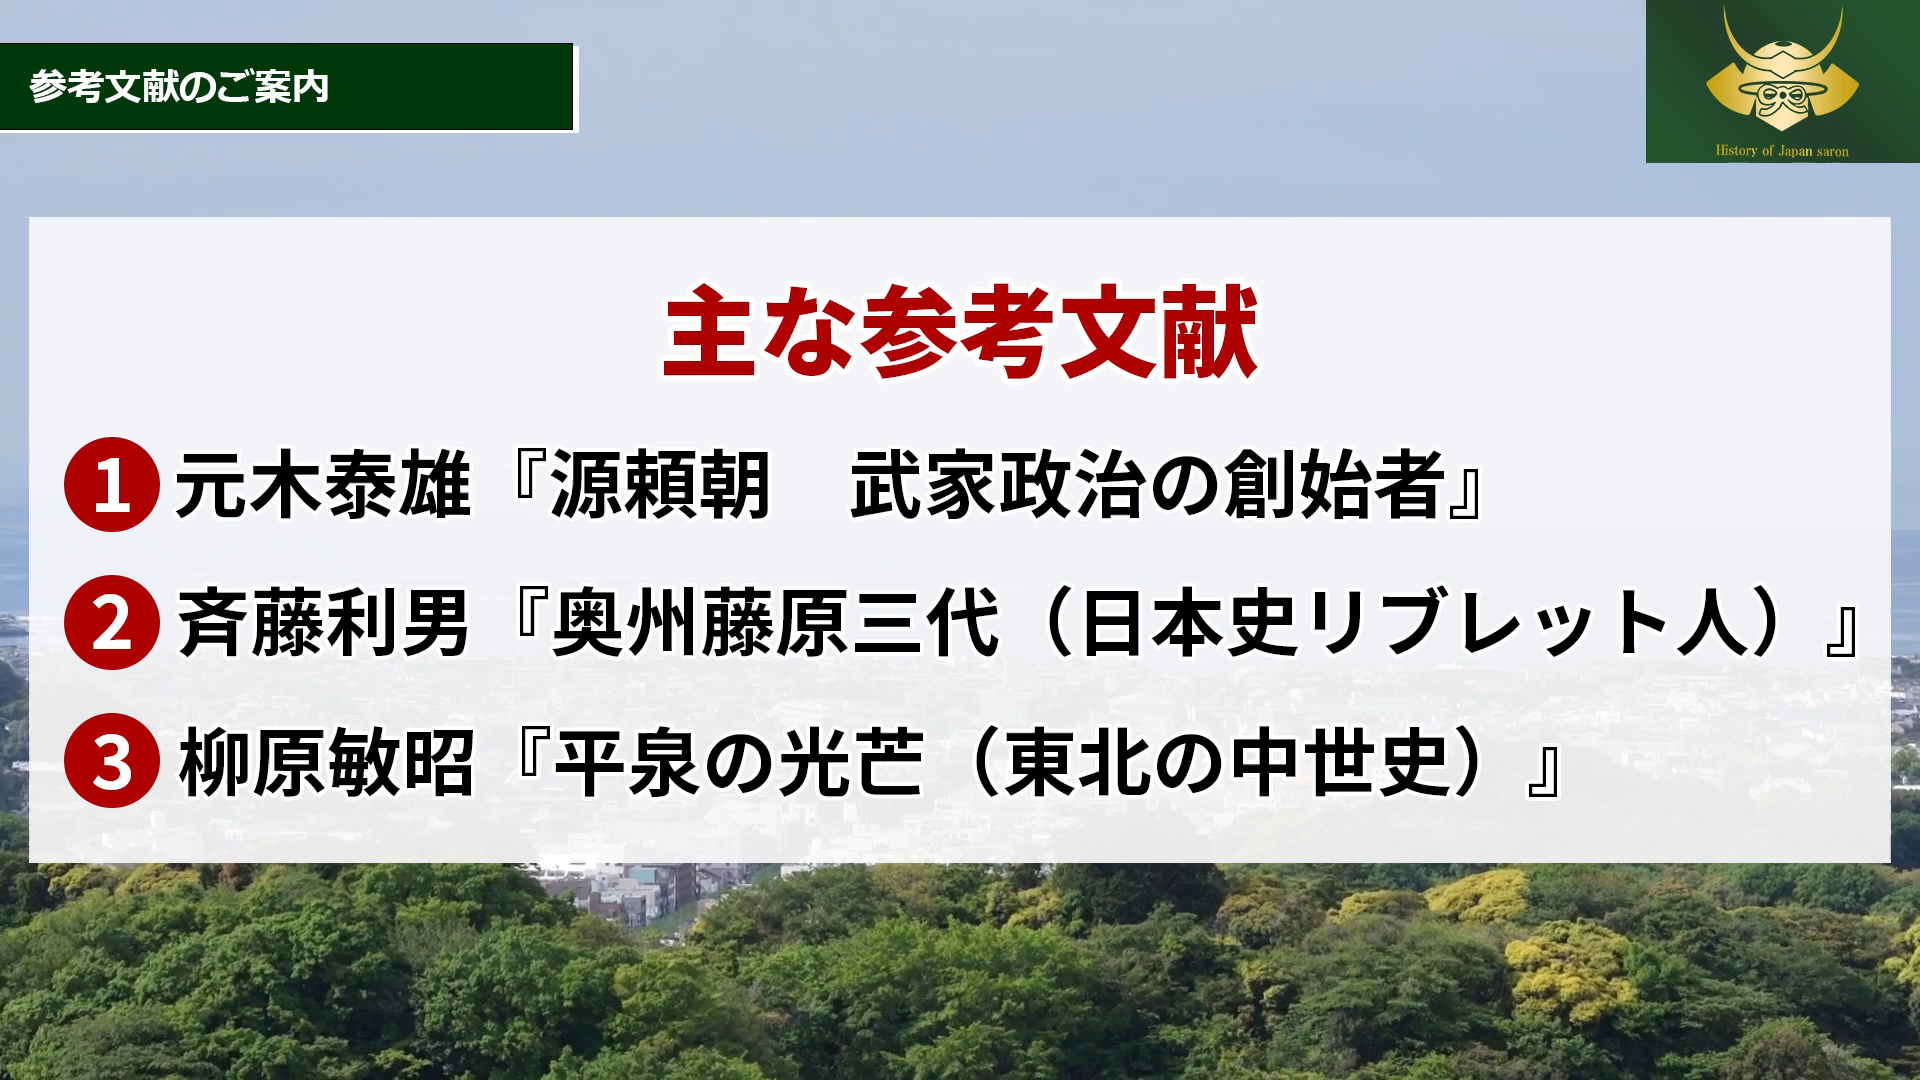 参考文献のご案内
History of Japan saron
主な参考文献
1 元木泰雄『源頼朝　武家政治の創始者』
2 斉藤利男『奥州藤原三代（日本史リブレット人）』
3 柳原敏昭『平泉の光芒（東北の中世史）』